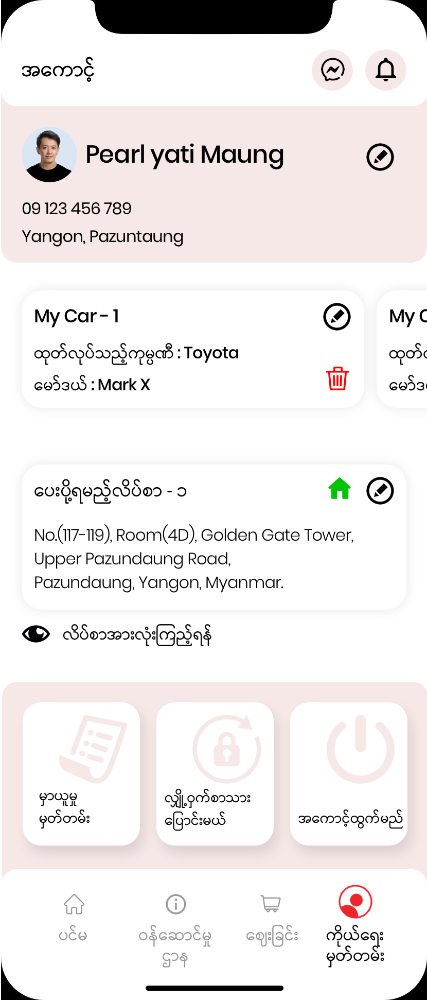 အကောင့်
Pearl yati Maung
09 123 456 789
Yangon, Pazuntaung
My Car - 1
ထုတ်လုပ်သည့်ကုမ္ပဏီ : Toyota
မော်ဒယ် : Mark X
My
ပေးပို့ရမည့်လိပ်စာ - ၁
No.(117-119), Room(4D), Golden Gate Tower,
Upper Pazundaung Road,
Pazundaung, Yangon, Myanmar.
လိပ်စာအားလုံးကြည့်ရန်
မှာယူမှု
မှတ်တမ်း
လျှို့ဝှက်စာသား
ပြောင်းမယ်
အကောင့်ထွက်မည်
ပင်မ
ဝန်ဆောင်မှု
ဌာန
ဈေးခြင်း
ကိုယ်ရေး
မှတ်တမ်း